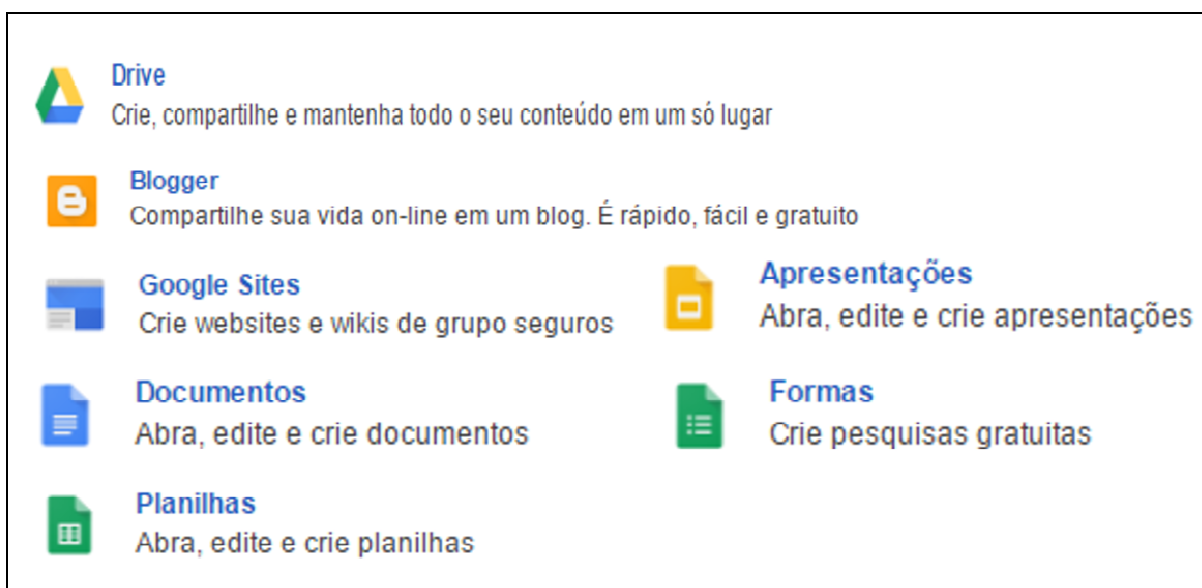 Drive
Crie, compartilhe e mantenha todo o seu conteúdo em um só lugar
Blogger
Compartilhe sua vida on-line em um blog. É rápido, fácil e gratuito
Google Sites
Crie websites e wikis de grupo seguros
Apresentações
Abra, edite e crie apresentações
Documentos
Abra, edite e crie documentos
Formas
Crie pesquisas gratuitas
Planilhas
Abra, edite e crie planilhas